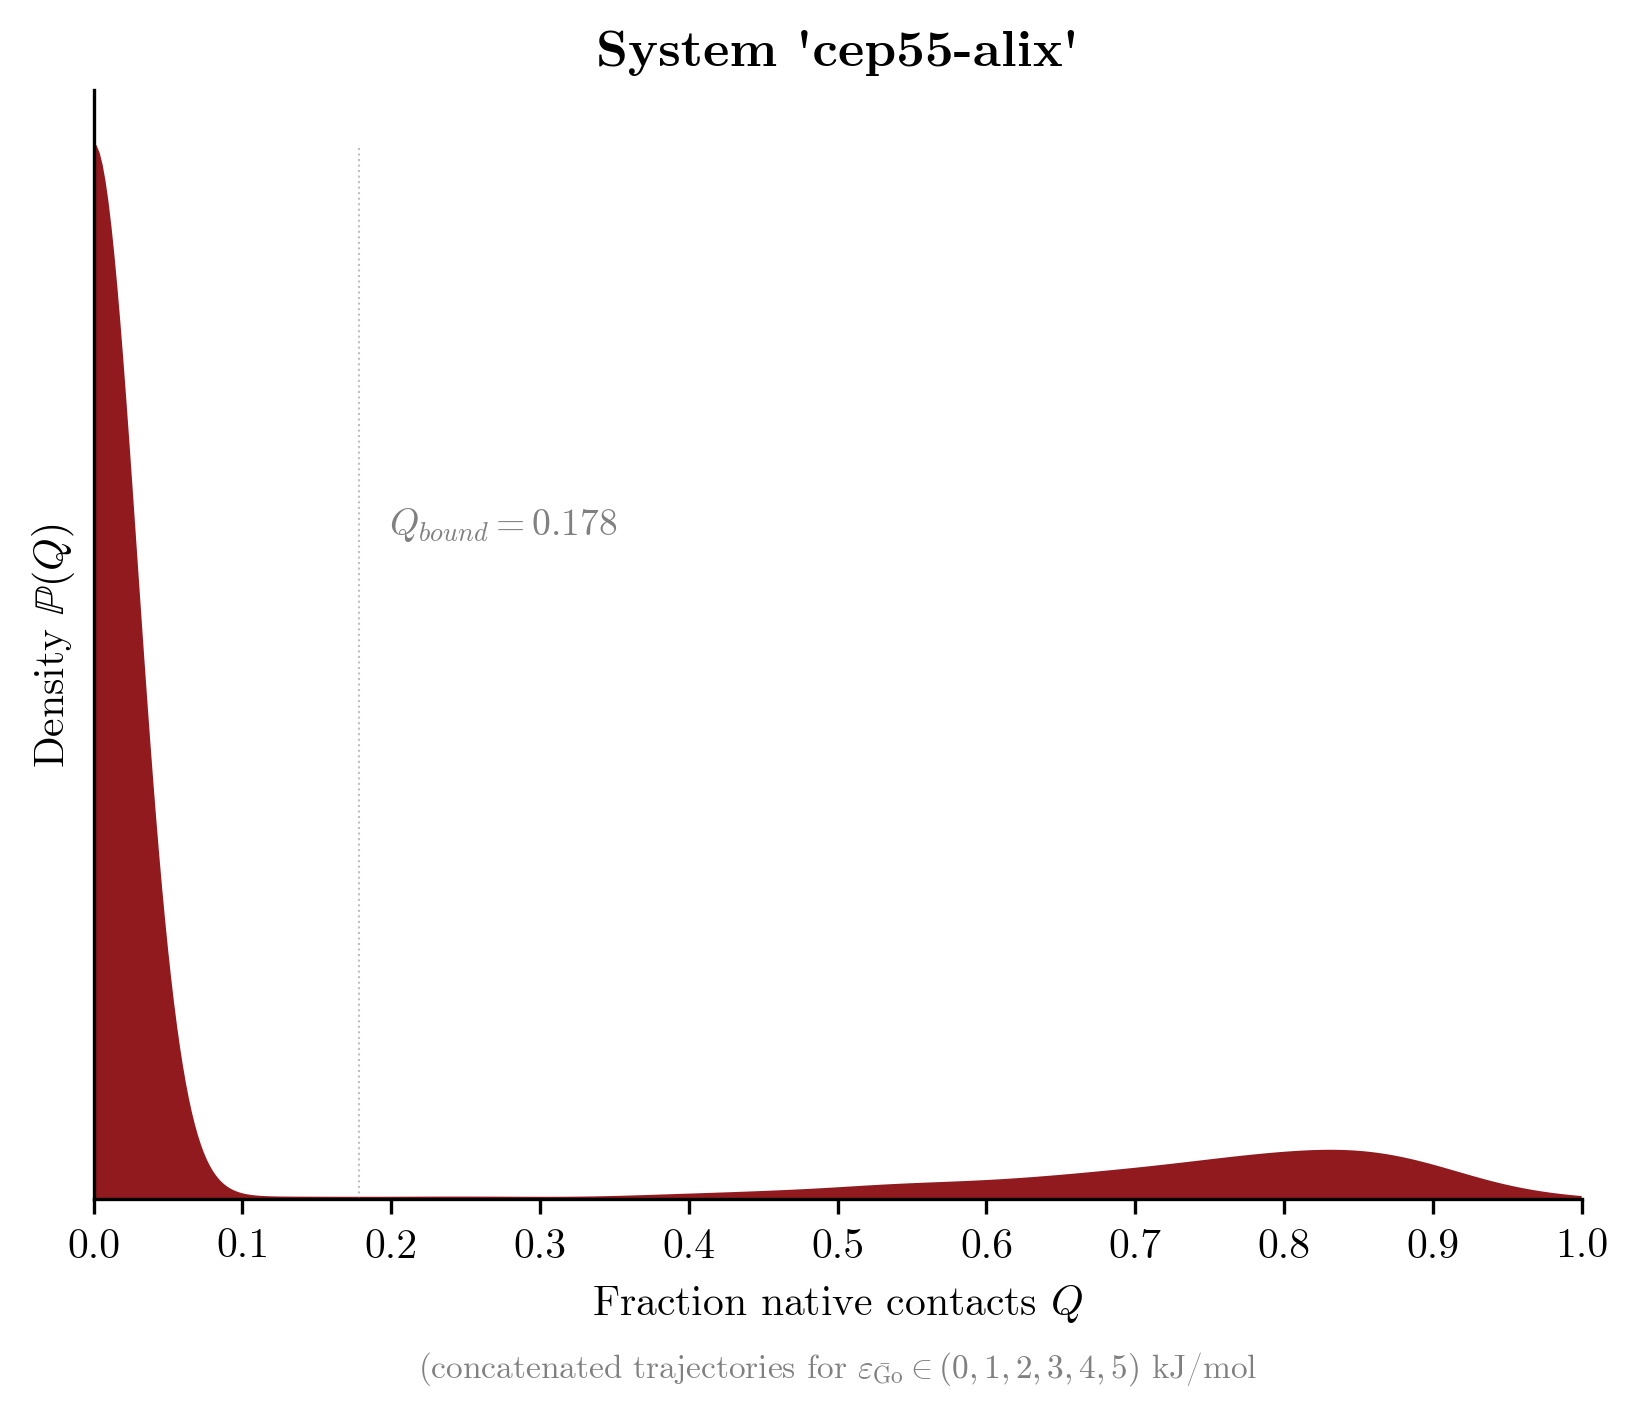 System 'cep55-alix'
Density ℙ(Q)
Q_bound = 0.178
0.0 0.1 0.2 0.3 0.4 0.5 0.6 0.7 0.8 0.9 1.0
Fraction native contacts Q
(concatenated trajectories for ε_Ḡo ∈ (0, 1, 2, 3, 4, 5) kJ/mol